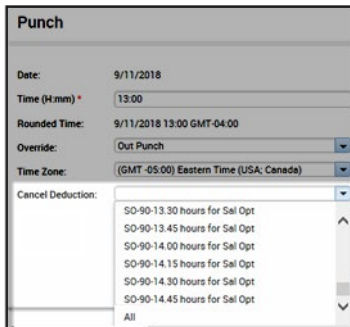 Punch
Date: 9/11/2018
Time (H:mm) * 13:00
Rounded Time: 9/11/2018 13:00 GMT-04:00
Override: Out Punch
Time Zone: (GMT -05:00) Eastern Time (USA; Canada)
Cancel Deduction:
SO-90-13.30 hours for Sal Opt
SO-90-13.45 hours for Sal Opt
SO-90-14.00 hours for Sal Opt
SO-90-14.15 hours for Sal Opt
SO-90-14.30 hours for Sal Opt
SO-90-14.45 hours for Sal Opt
All